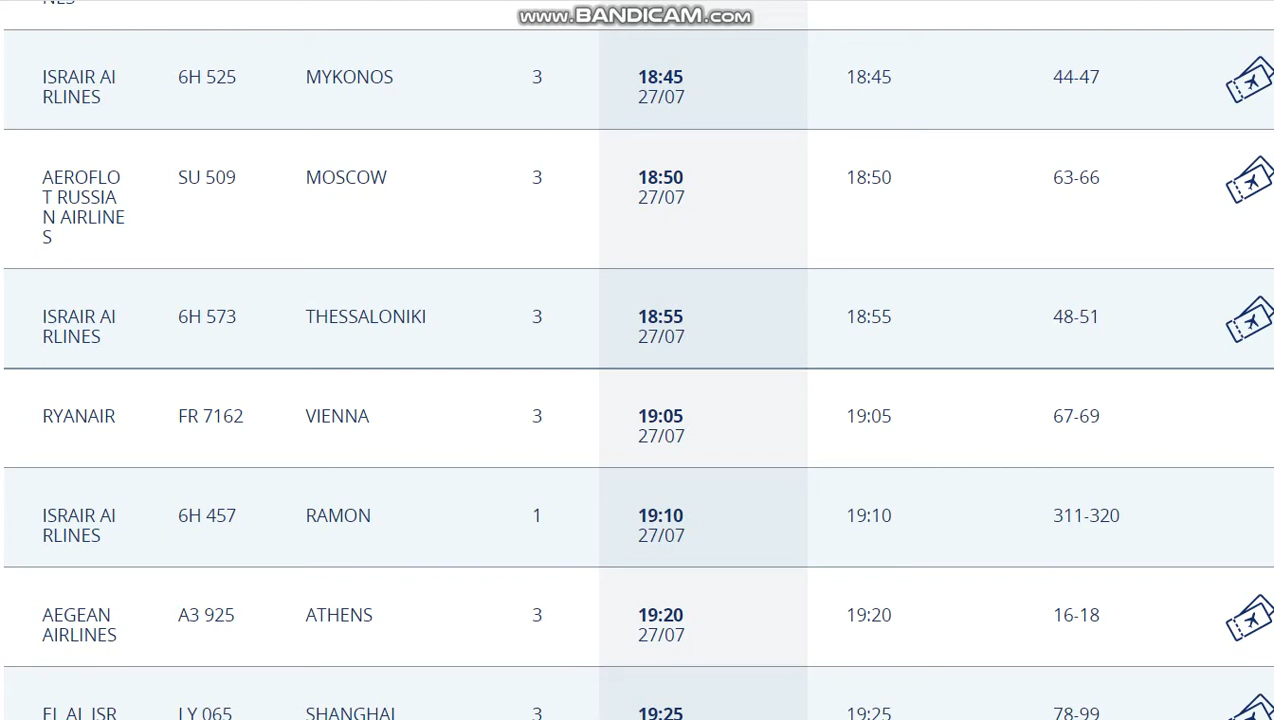 www.BANDICAM.com
ISRAIR AI 6H 525 MYKONOS 3 18:45 18:45 44-47
RLINES 27/07
AEROFLO SU 509 MOSCOW 3 18:50 18:50 63-66
T RUSSIA 27/07
N AIRLINE
S
ISRAIR AI 6H 573 THESSALONIKI 3 18:55 18:55 48-51
RLINES 27/07
RYANAIR FR 7162 VIENNA 3 19:05 19:05 67-69
27/07
ISRAIR AI 6H 457 RAMON 1 19:10 19:10 311-320
RLINES 27/07
AEGEAN A3 925 ATHENS 3 19:20 19:20 16-18
AIRLINES 27/07
EL AL ISR LY 065 SHANGHAI 3 19:25 19:25 78-99